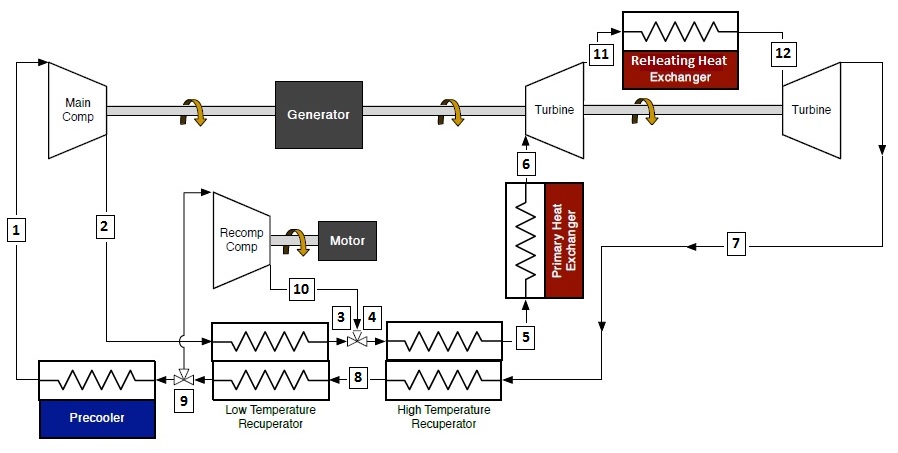 11
ReHeating Heat
Exchanger
12
Main
Comp
Generator
Turbine
Turbine
6
1
2
Recomp
Comp
Motor
Primary Heat
Exchanger
7
10
3
4
5
8
9
Precooler
Low Temperature
Recuperator
High Temperature
Recuperator